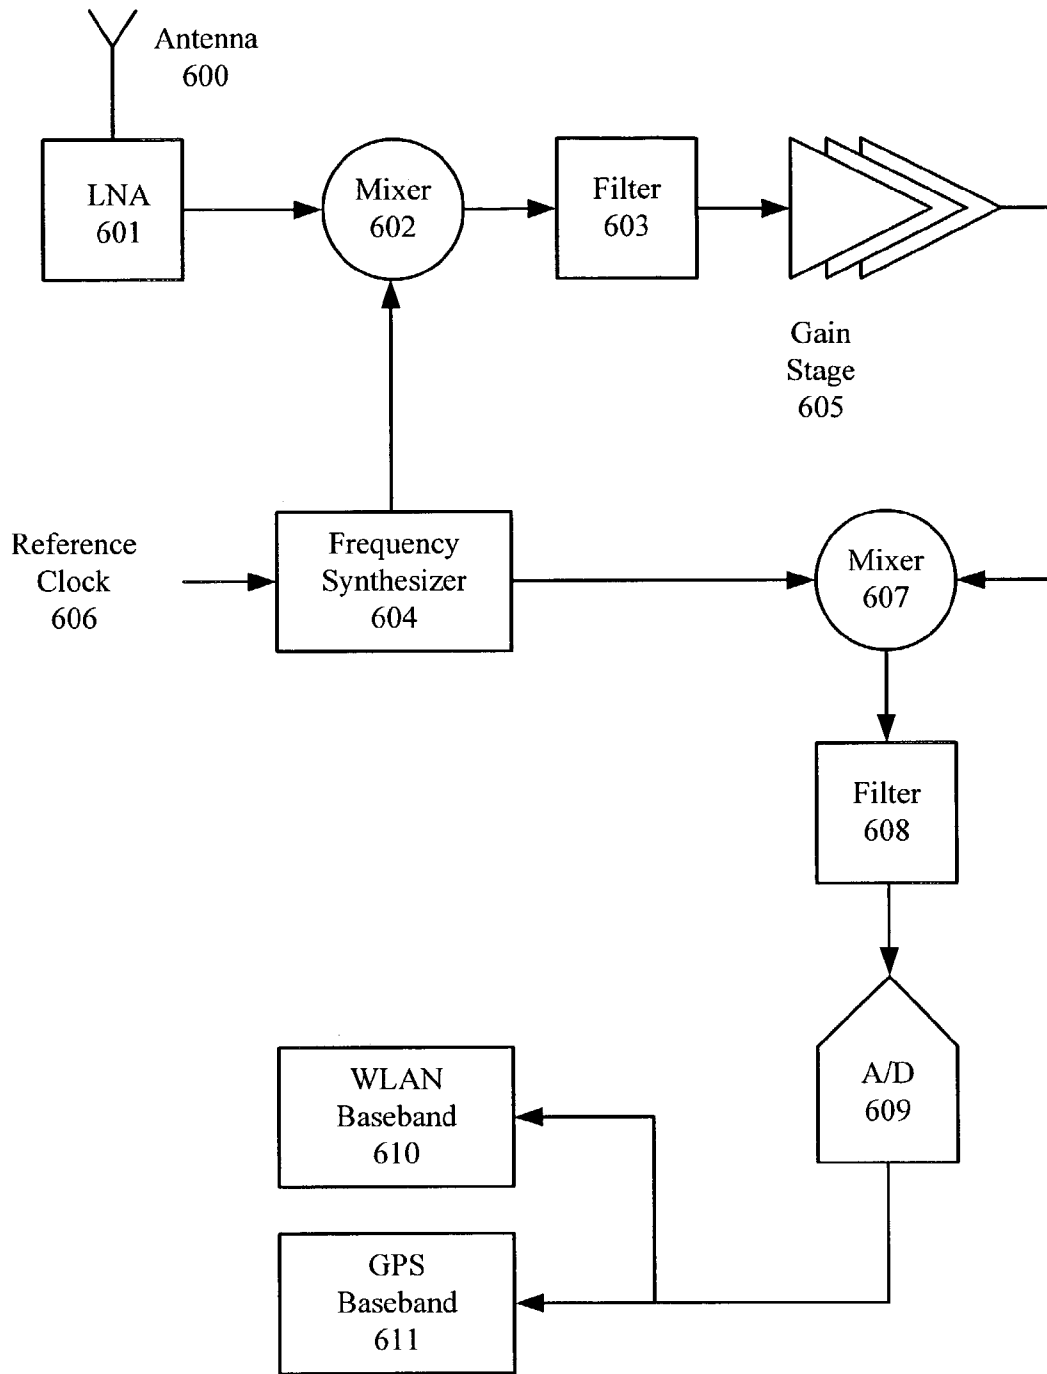 Antenna
600
LNA
601
Mixer
602
Filter
603
Gain
Stage
605
Reference
Clock
606
Frequency
Synthesizer
604
Mixer
607
Filter
608
A/D
609
WLAN
Baseband
610
GPS
Baseband
611